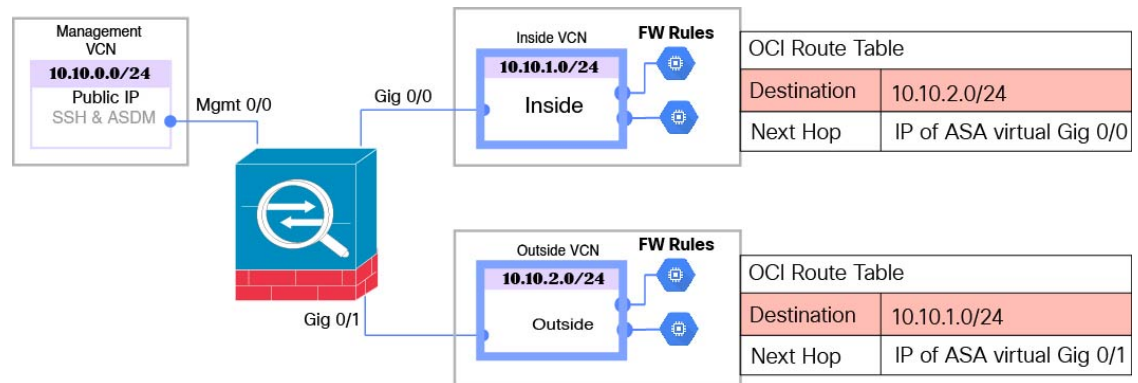 Management
VCN
10.10.0.0/24
Public IP
SSH & ASDM
Mgmt 0/0
Gig 0/0
Inside VCN
10.10.1.0/24
Inside
FW Rules
OCI Route Table
Destination 10.10.2.0/24
Next Hop IP of ASA virtual Gig 0/0
Gig 0/1
Outside VCN
10.10.2.0/24
Outside
FW Rules
OCI Route Table
Destination 10.10.1.0/24
Next Hop IP of ASA virtual Gig 0/1